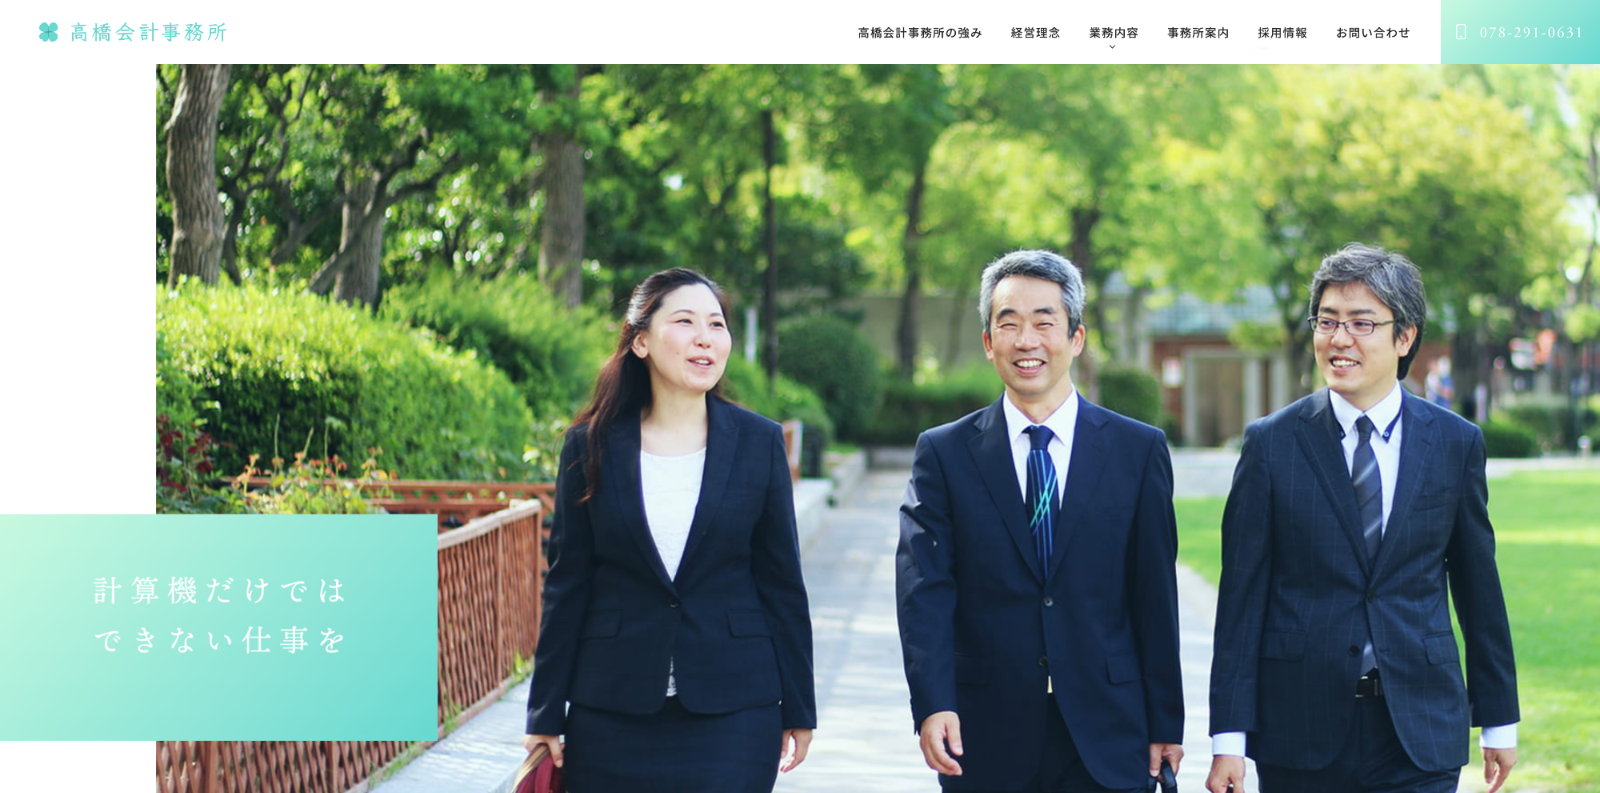 高橋会計事務所
高橋会計事務所の強み
経営理念
業務内容
事務所案内
採用情報
お問い合わせ
078-291-0631
計算機だけでは
できない仕事を